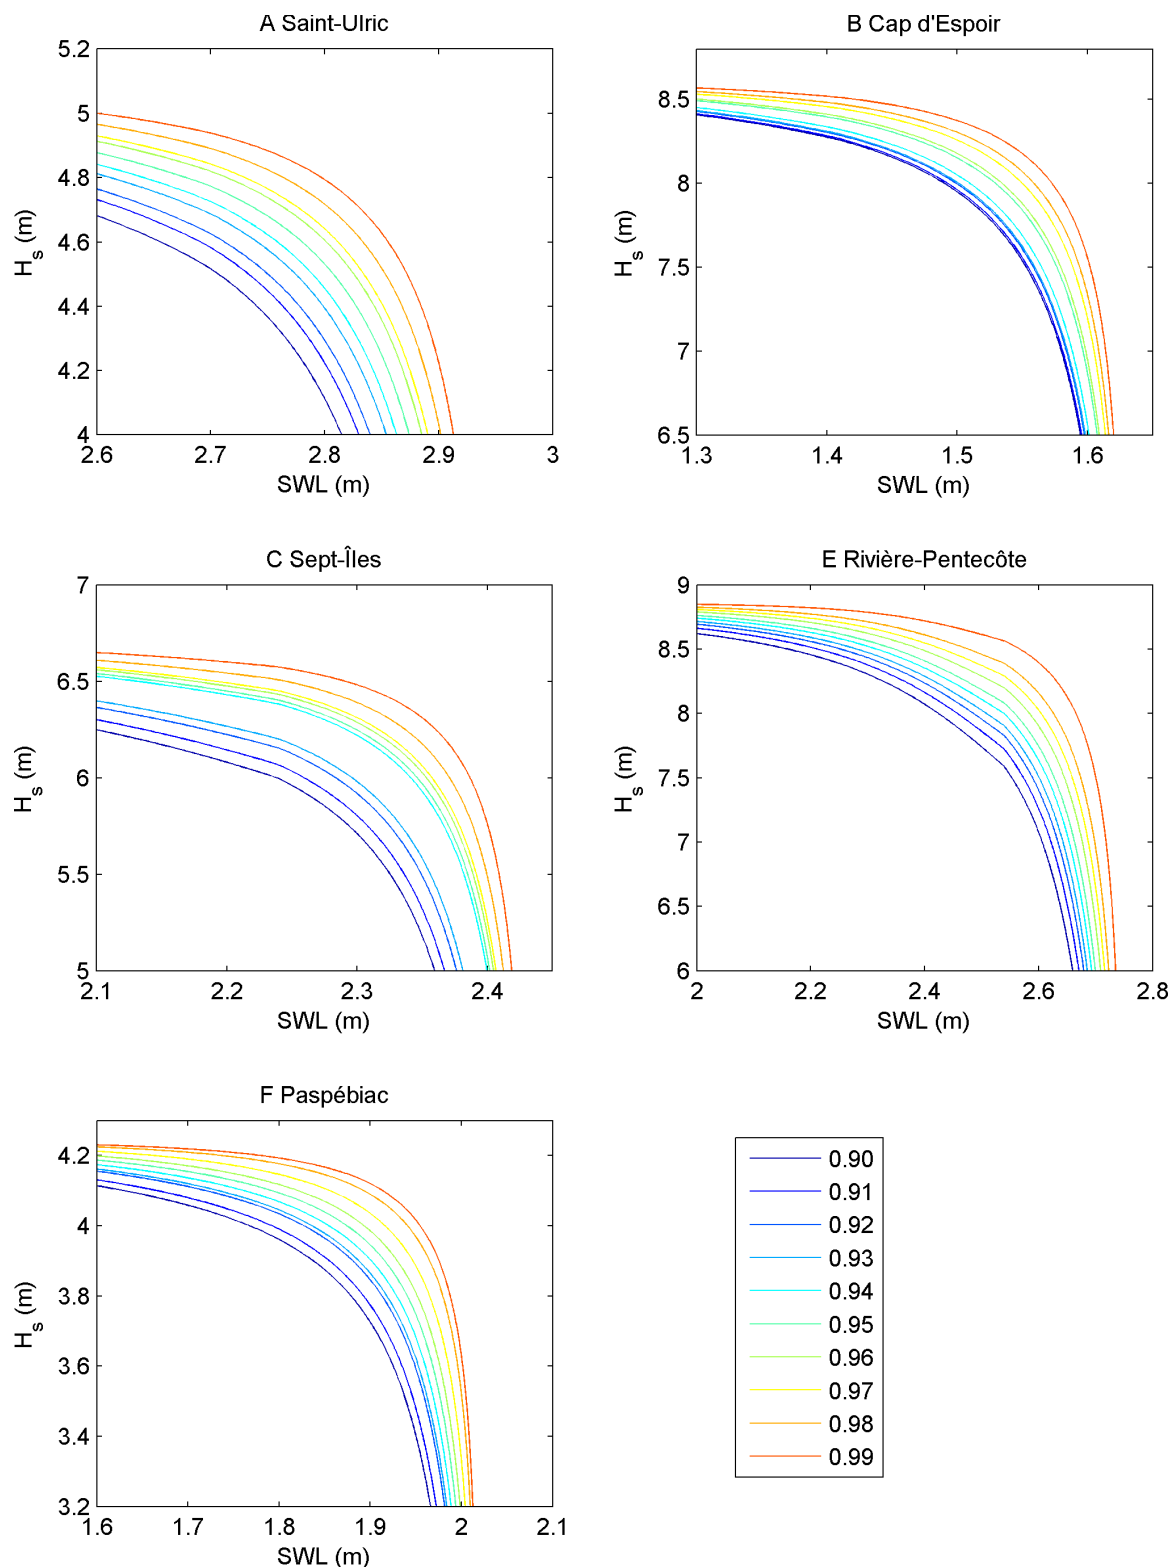 A Saint-Ulric
5.2
5
4.8
4.6
4.4
4.2
4
H_s (m)
2.6 2.7 2.8 2.9 3
SWL (m)
B Cap d'Espoir
8.5
8
7.5
7
6.5
H_s (m)
1.3 1.4 1.5 1.6
SWL (m)
C Sept-Îles
7
6.5
6
5.5
5
H_s (m)
2.1 2.2 2.3 2.4
SWL (m)
E Rivière-Pentecôte
9
8.5
8
7.5
7
6.5
6
H_s (m)
2 2.2 2.4 2.6 2.8
SWL (m)
F Paspébiac
4.2
4
3.8
3.6
3.4
3.2
H_s (m)
1.6 1.7 1.8 1.9 2 2.1
SWL (m)
0.90
0.91
0.92
0.93
0.94
0.95
0.96
0.97
0.98
0.99